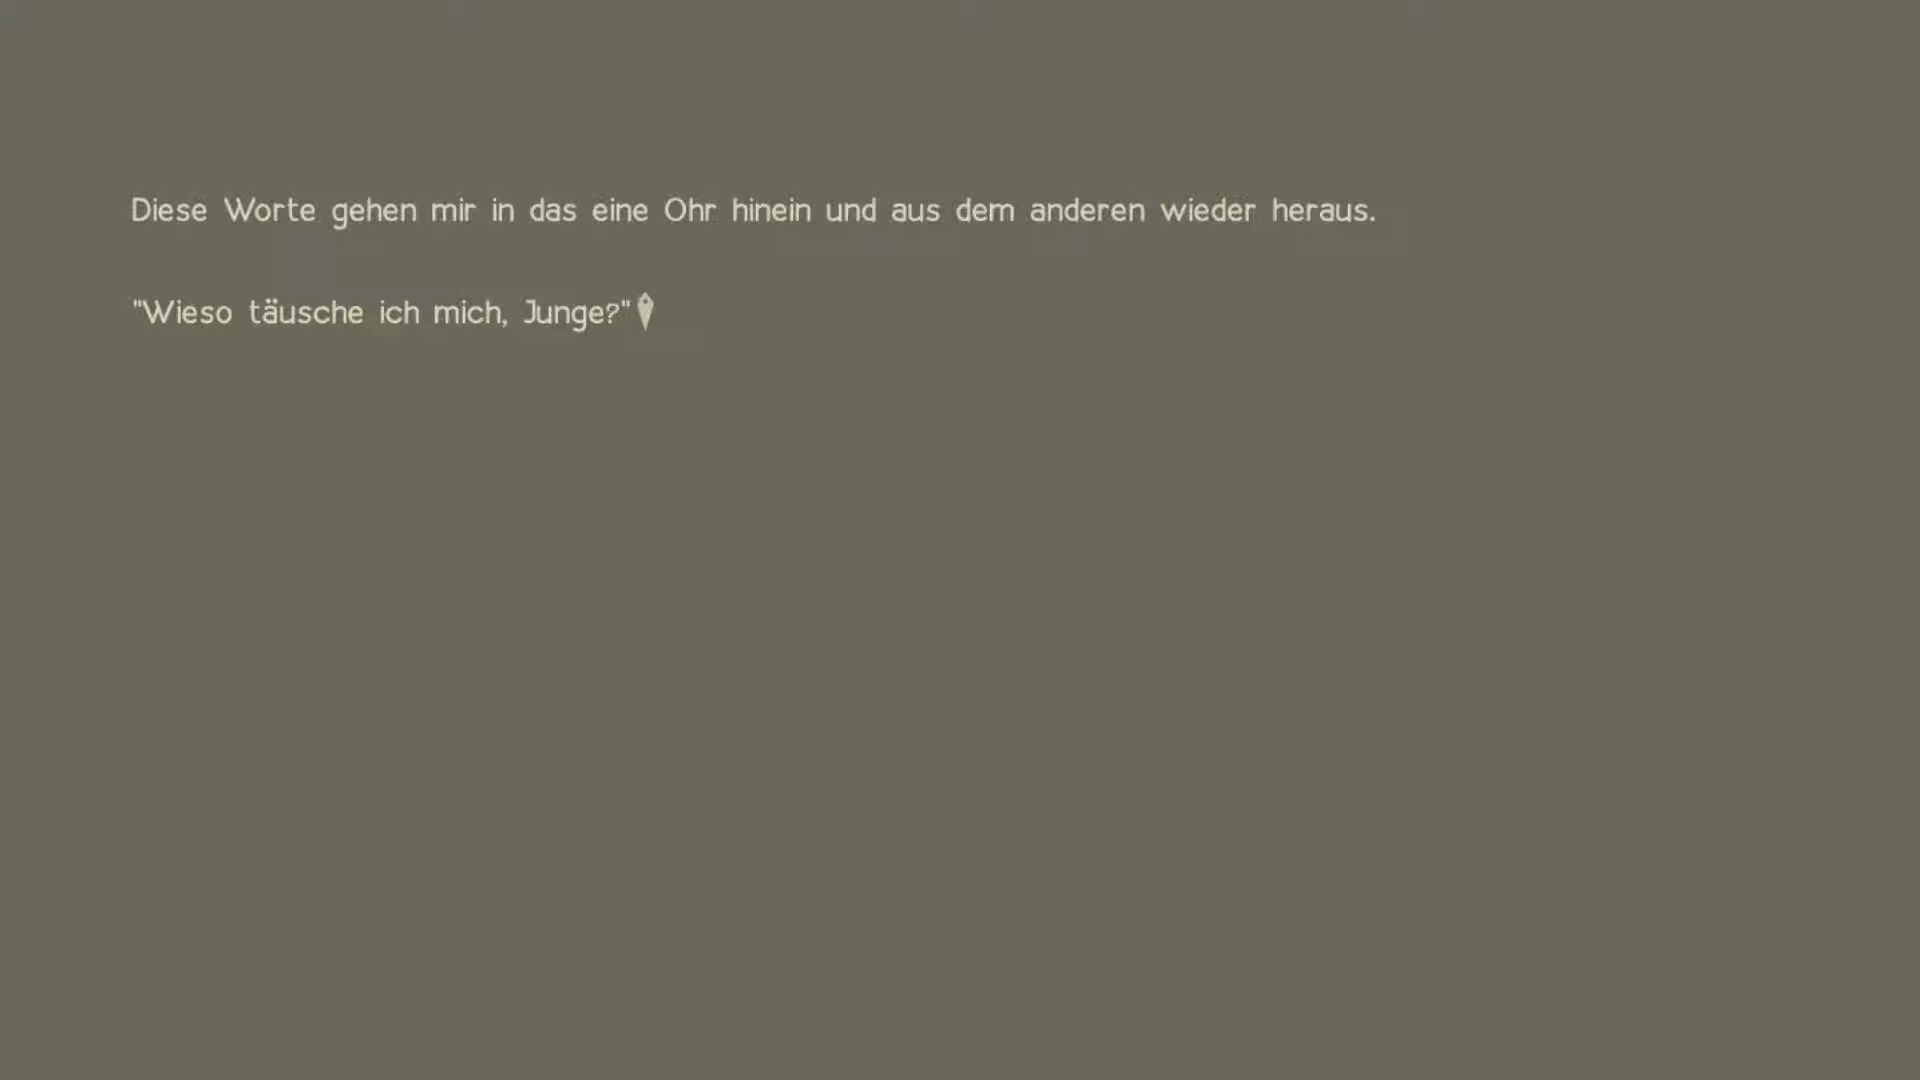 Diese Worte gehen mir in das eine Ohr hinein und aus dem anderen wieder heraus.
"Wieso täusche ich mich, Junge?"